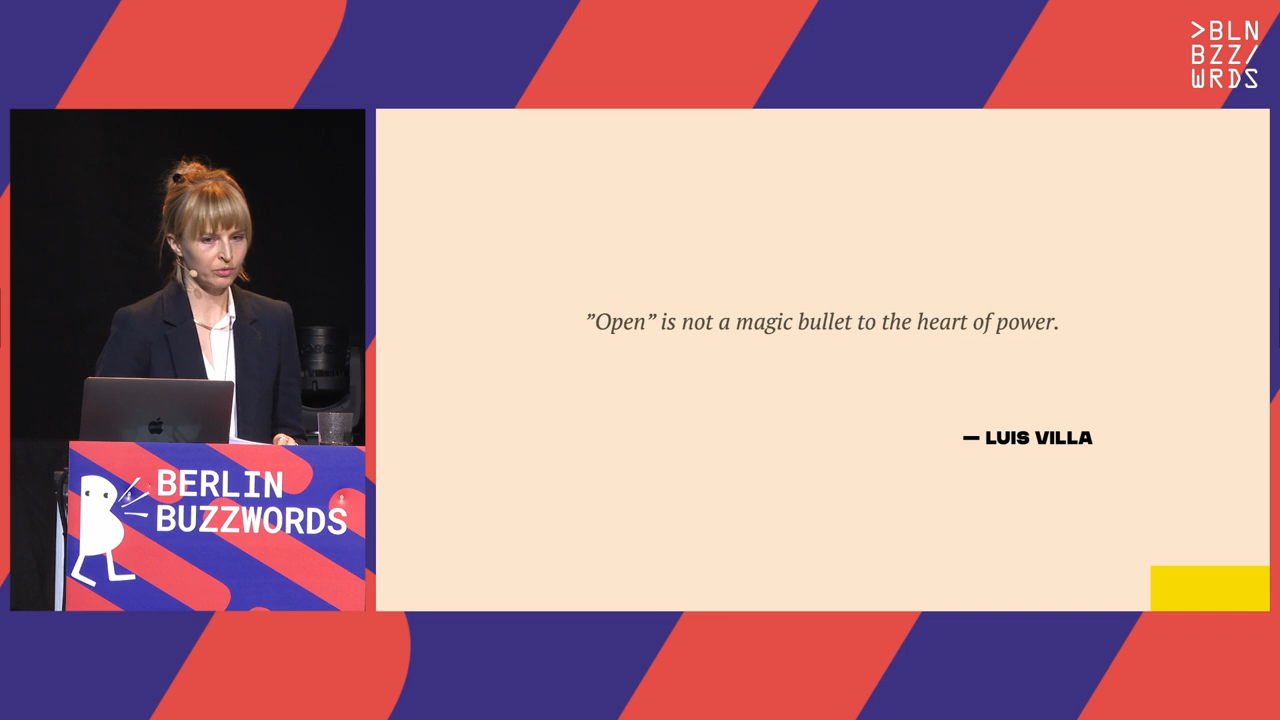 >BLN
BZZ/
WRDS
”Open” is not a magic bullet to the heart of power.
— LUIS VILLA
BERLIN
BUZZWORDS